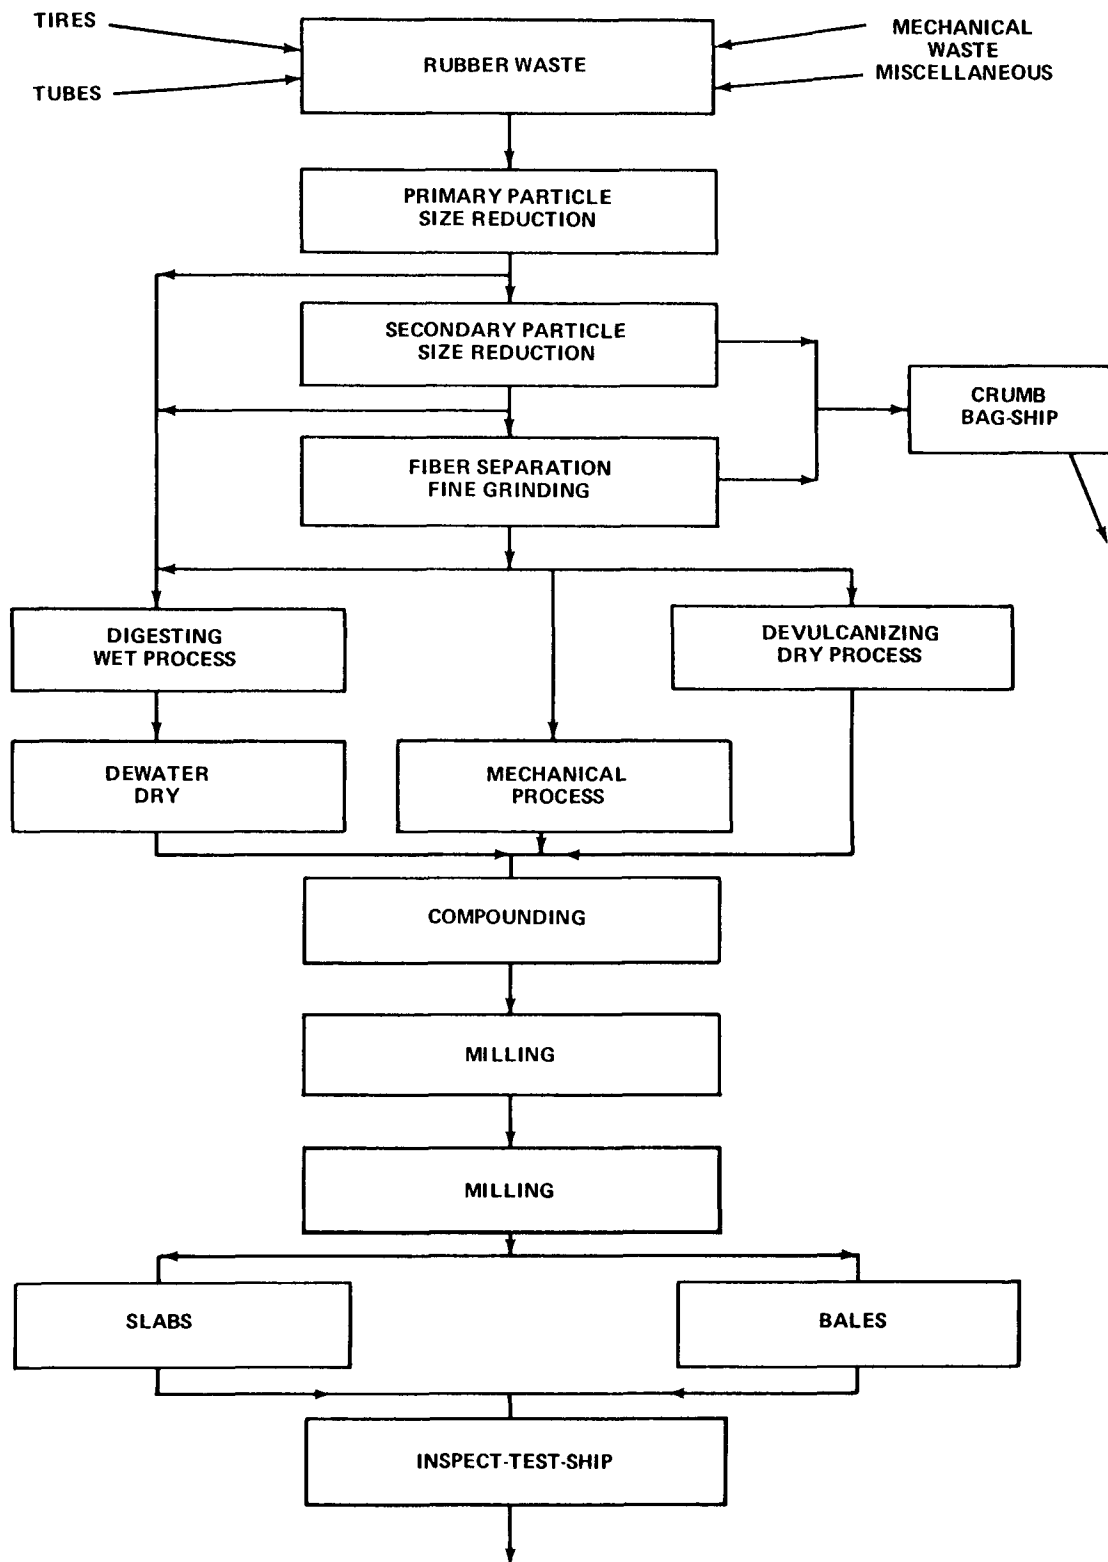 TIRES
TUBES
RUBBER WASTE
MECHANICAL
WASTE
MISCELLANEOUS
PRIMARY PARTICLE
SIZE REDUCTION
SECONDARY PARTICLE
SIZE REDUCTION
CRUMB
BAG-SHIP
FIBER SEPARATION
FINE GRINDING
DIGESTING
WET PROCESS
DEVULCANIZING
DRY PROCESS
DEWATER
DRY
MECHANICAL
PROCESS
COMPOUNDING
MILLING
MILLING
SLABS
BALES
INSPECT-TEST-SHIP